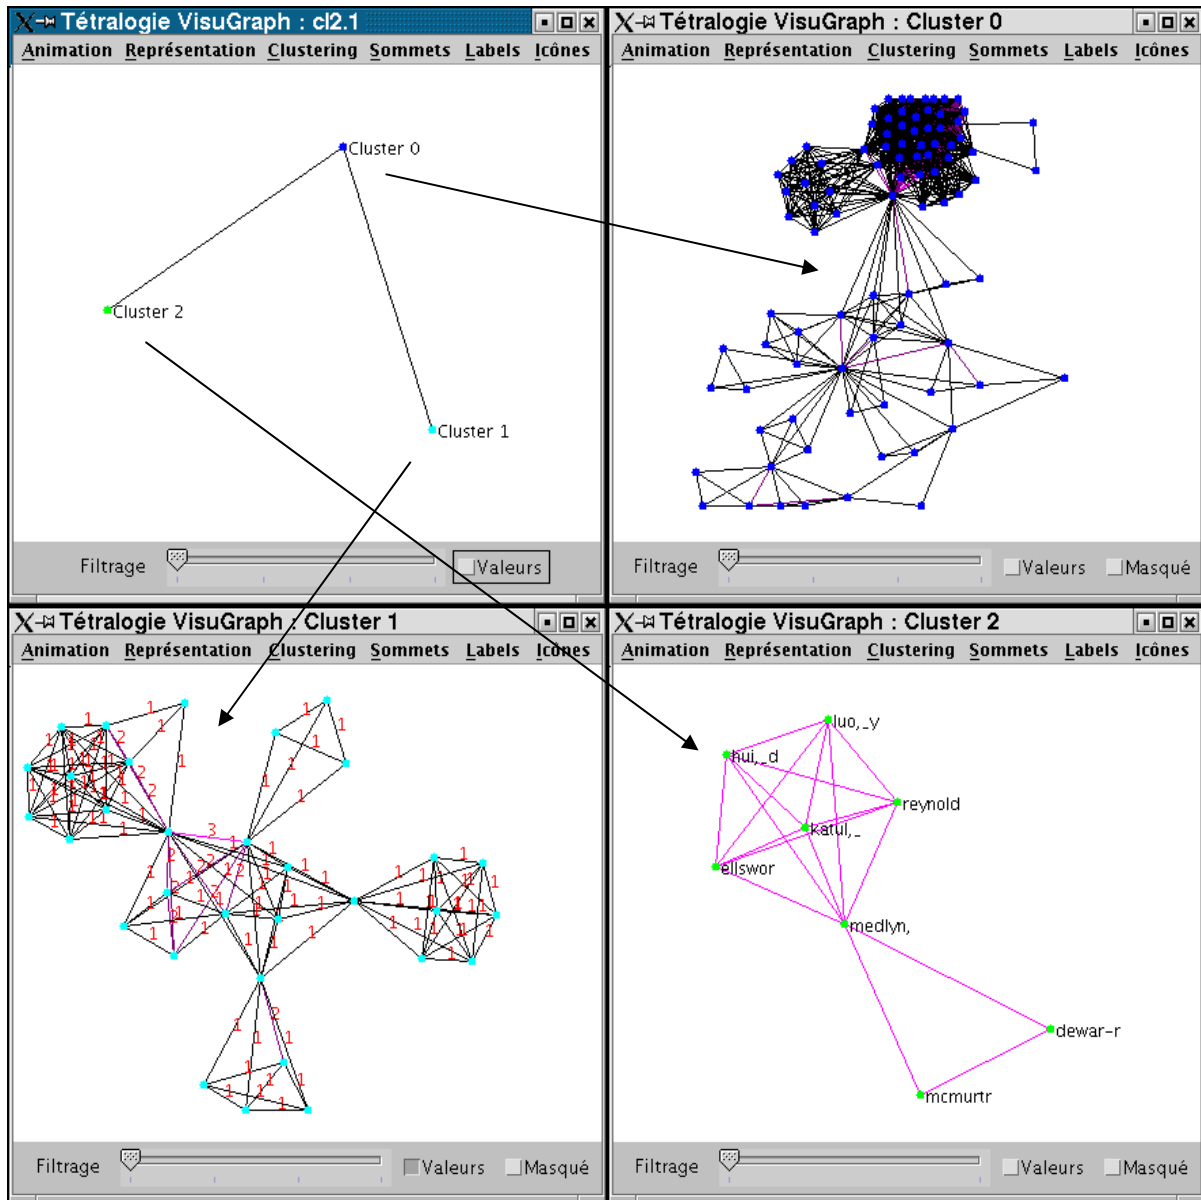 Tétralogie VisuGraph : cl2.1
Animation Représentation Clustering Sommets Labels Icônes
Cluster 0
Cluster 2
Cluster 1
Filtrage Valeurs
Tétralogie VisuGraph : Cluster 0
Animation Représentation Clustering Sommets Labels Icônes
Filtrage Valeurs Masqué
Tétralogie VisuGraph : Cluster 1
Animation Représentation Clustering Sommets Labels Icônes
3
Filtrage Valeurs Masqué
Tétralogie VisuGraph : Cluster 2
Animation Représentation Clustering Sommets Labels Icônes
luo,_y
hui,_d
reynold
katul,_
ellswor
medlyn,
dewar-r
mcmurtr
Filtrage Valeurs Masqué